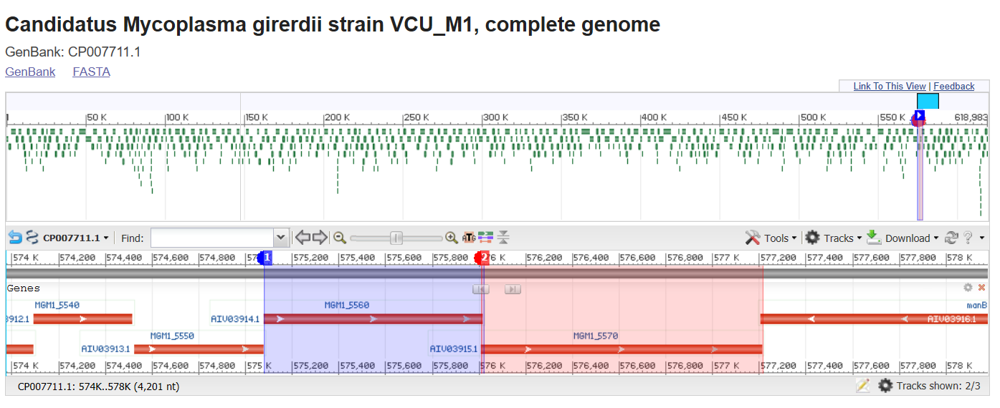 Candidatus Mycoplasma girerdii strain VCU_M1, complete genome
GenBank: CP007711.1
GenBank FASTA
Link To This View | Feedback
50 K 100 K 150 K 200 K 250 K 300 K 350 K 400 K 450 K 500 K 550 K 618,983
CP007711.1 Find: ATG Tools Tracks Download ?
574 K 574,200 574,400 574,600 574,800 575 1 575,200 575,400 575,600 575,800 2 76 K 576,200 576,400 576,600 576,800 577 K 577,200 577,400 577,600 577,800 578 K
Genes
MGM1_5540 MGM1_5560 manB
3912.1 AIV03914.1 AIV03916.1
MGM1_5550 MGM1_5570
AIV03913.1 AIV03915.1
574 K 574,200 574,400 574,600 574,800 575 K 575,200 575,400 575,600 575,800 576 K 576,200 576,400 576,600 576,800 577 K 577,200 577,400 577,600 577,800 578 K
CP007711.1: 574K..578K (4,201 nt) Tracks shown: 2/3